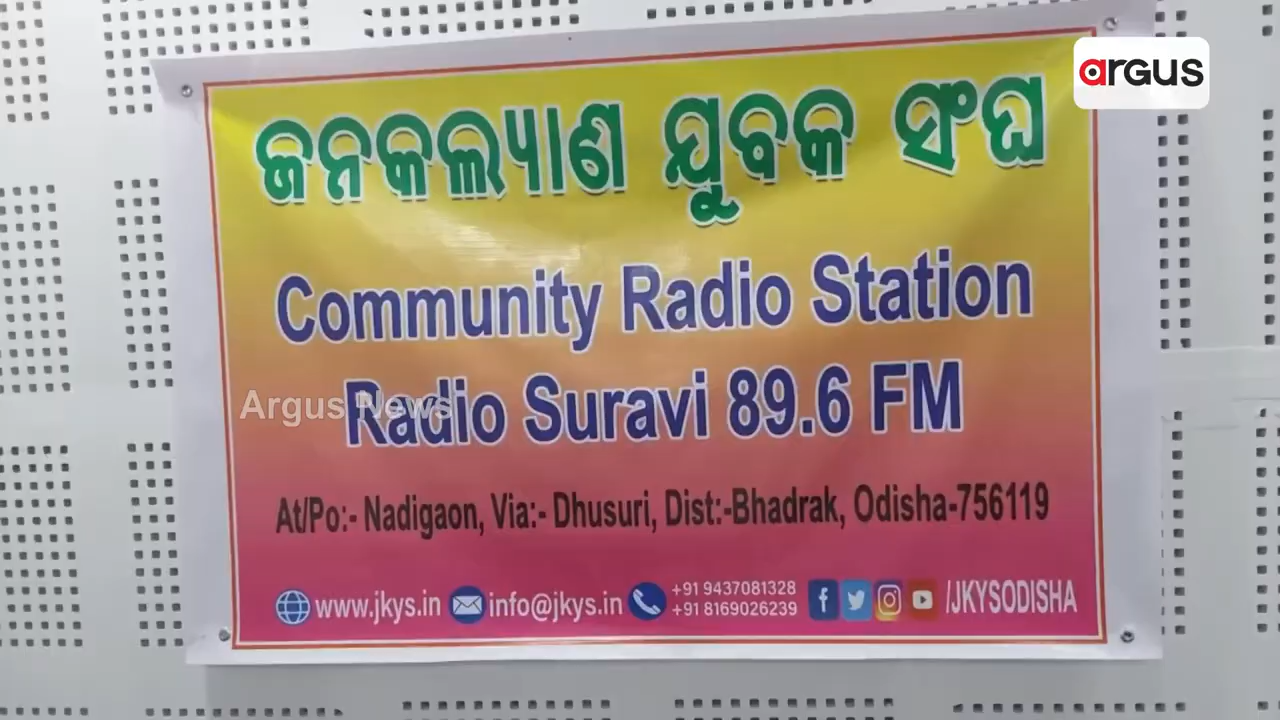 argus
ଜନକଲ୍ୟାଣ ଯୁବକ ସଂଘ
Community Radio Station
Radio Suravi 89.6 FM
Argus News
At/Po:- Nadigaon, Via:- Dhusuri, Dist:-Bhadrak, Odisha-756119
www.jkys.in info@jkys.in +91 9437081328 /JKYSODISHA
+91 8169026239